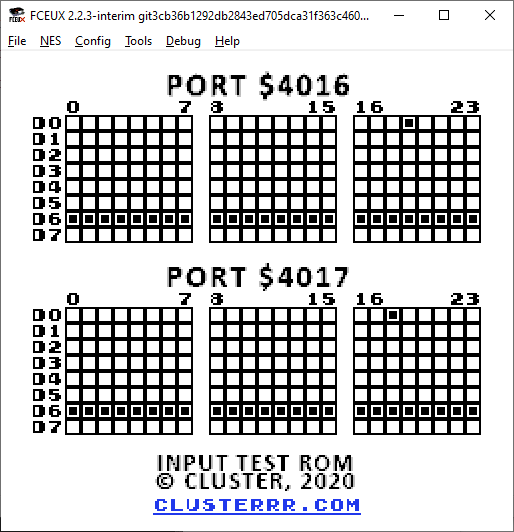 FCEUX 2.2.3-interim git3cb36b1292db2843ed705dca31f363c460...
File NES Config Tools Debug Help
PORT $4016
0 7 8 15 16 23
D0
D1
D2
D3
D4
D5
D6
D7
PORT $4017
0 7 8 15 16 23
D0
D1
D2
D3
D4
D5
D6
D7
INPUT TEST ROM
© CLUSTER, 2020
CLUSTERRR.COM